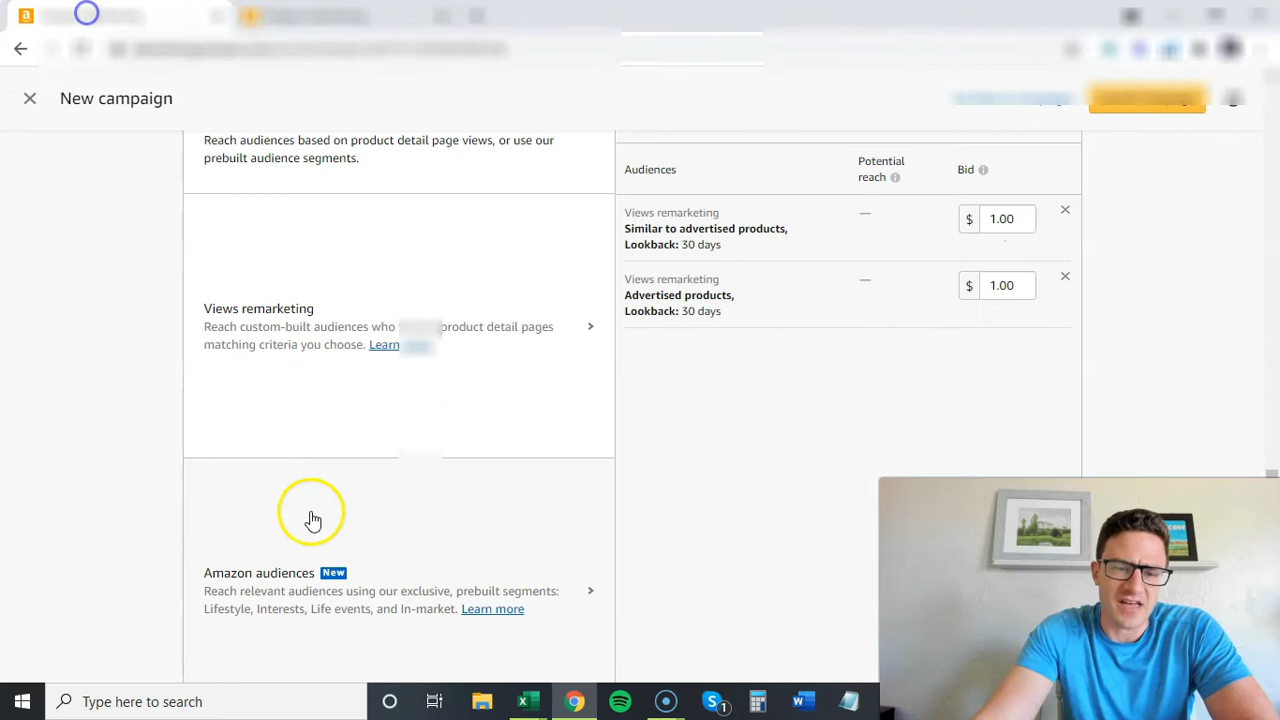 New campaign
Reach audiences based on product detail page views, or use our
prebuilt audience segments.
Audiences
Potential
reach
Bid
Views remarketing
Similar to advertised products,
Lookback: 30 days
—
$ 1.00
Views remarketing
Advertised products,
Lookback: 30 days
—
$ 1.00
Views remarketing
Reach custom-built audiences who product detail pages
matching criteria you choose. Learn
Amazon audiences New
Reach relevant audiences using our exclusive, prebuilt segments:
Lifestyle, Interests, Life events, and In-market. Learn more
Type here to search
1